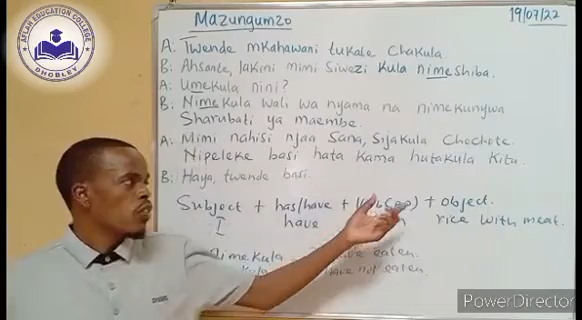 AFLAH EDUCATION COLLEGE
DHOBLEY
Mazungumzo
19/07/22
A: Twende mkahawani tukale Chakula
B: Ahsante, lakini mimi Siwezi kula nimeshiba.
A: Umekula nini?
B: Nimekula wali wa nyama na nimekunywa
Sharubati ya maembe.
A: Mimi nahisi njaa Sana, Sijakula Chochote.
Nipeleke basi hata kama hutakula Kitu.
B: Haya, twende basi.
Subject + has/have + + object.
I have rice with meat.
eaten
have not eaten.
PowerDirector